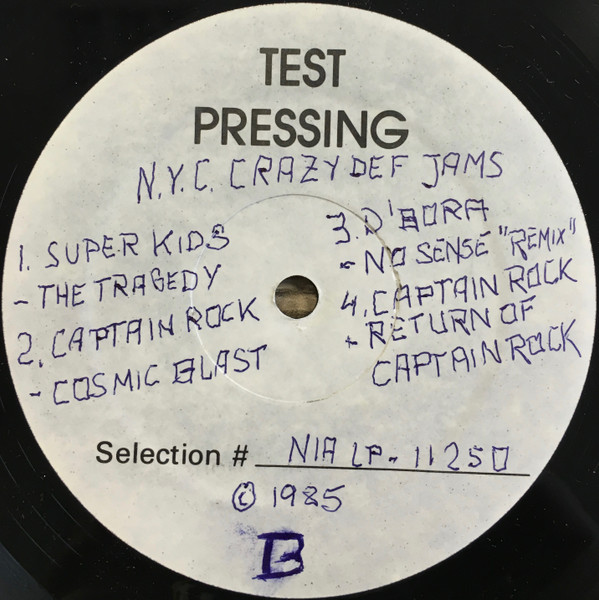 TEST
PRESSING
N.Y.C. CRAZY DEF JAMS
1. SUPER KIDS
- THE TRAGEDY
2. CAPTAIN ROCK
- COSMIC BLAST
3. D'BORA
- NO SENSE "REMIX"
4. CAPTAIN ROCK
- RETURN OF
CAPTAIN ROCK
Selection # NIA LP- 11250
© 1985
B